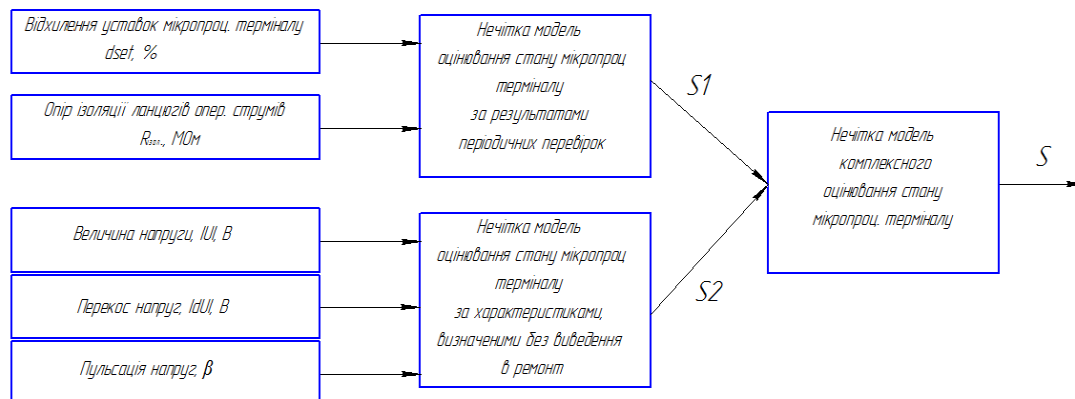 Відхилення уставок мікропроц. терміналу
dset, %
Опір ізоляції ланцюгів опер. струмів
Rізол., МОм
Величина напруги, |U|, В
Перекос напруг, |dU|, В
Пульсація напруг, β
Нечітка модель
оцінювання стану мікропроц
терміналу
за результатами
періодичних перевірок
Нечітка модель
оцінювання стану мікропроц
терміналу
за характеристиками,
визначеними без виведення
в ремонт
S1
S2
Нечітка модель
комплексного
оцінювання стану
мікропроц. терміналу
S